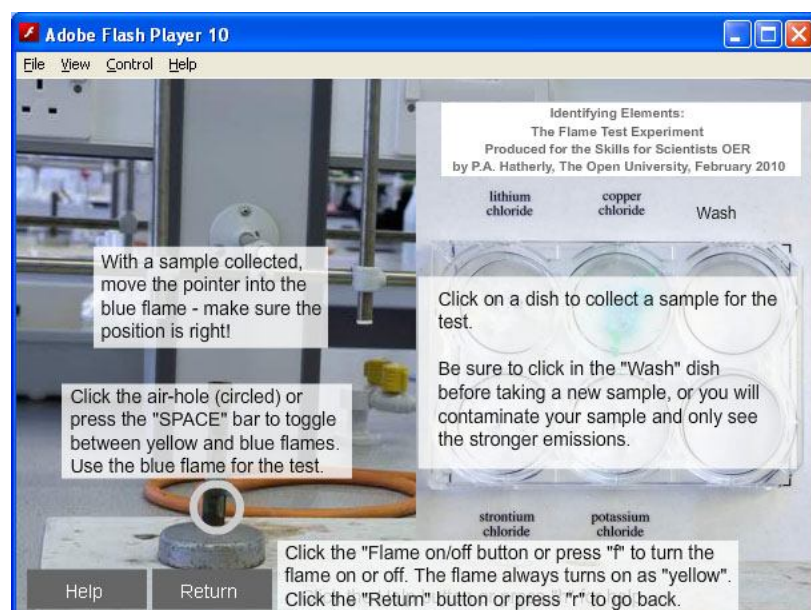 Adobe Flash Player 10
File View Control Help
Identifying Elements:
The Flame Test Experiment
Produced for the Skills for Scientists OER
by P.A. Hatherly, The Open University, February 2010
lithium
chloride
copper
chloride
Wash
With a sample collected,
move the pointer into the
blue flame - make sure the
position is right!
Click on a dish to collect a sample for the
test.
Be sure to click in the "Wash" dish
before taking a new sample, or you will
contaminate your sample and only see
the stronger emissions.
Click the air-hole (circled) or
press the "SPACE" bar to toggle
between yellow and blue flames.
Use the blue flame for the test.
strontium
chloride
potassium
chloride
Click the "Flame on/off button or press "f" to turn the
flame on or off. The flame always turns on as "yellow".
Click the "Return" button or press "r" to go back.
Help
Return